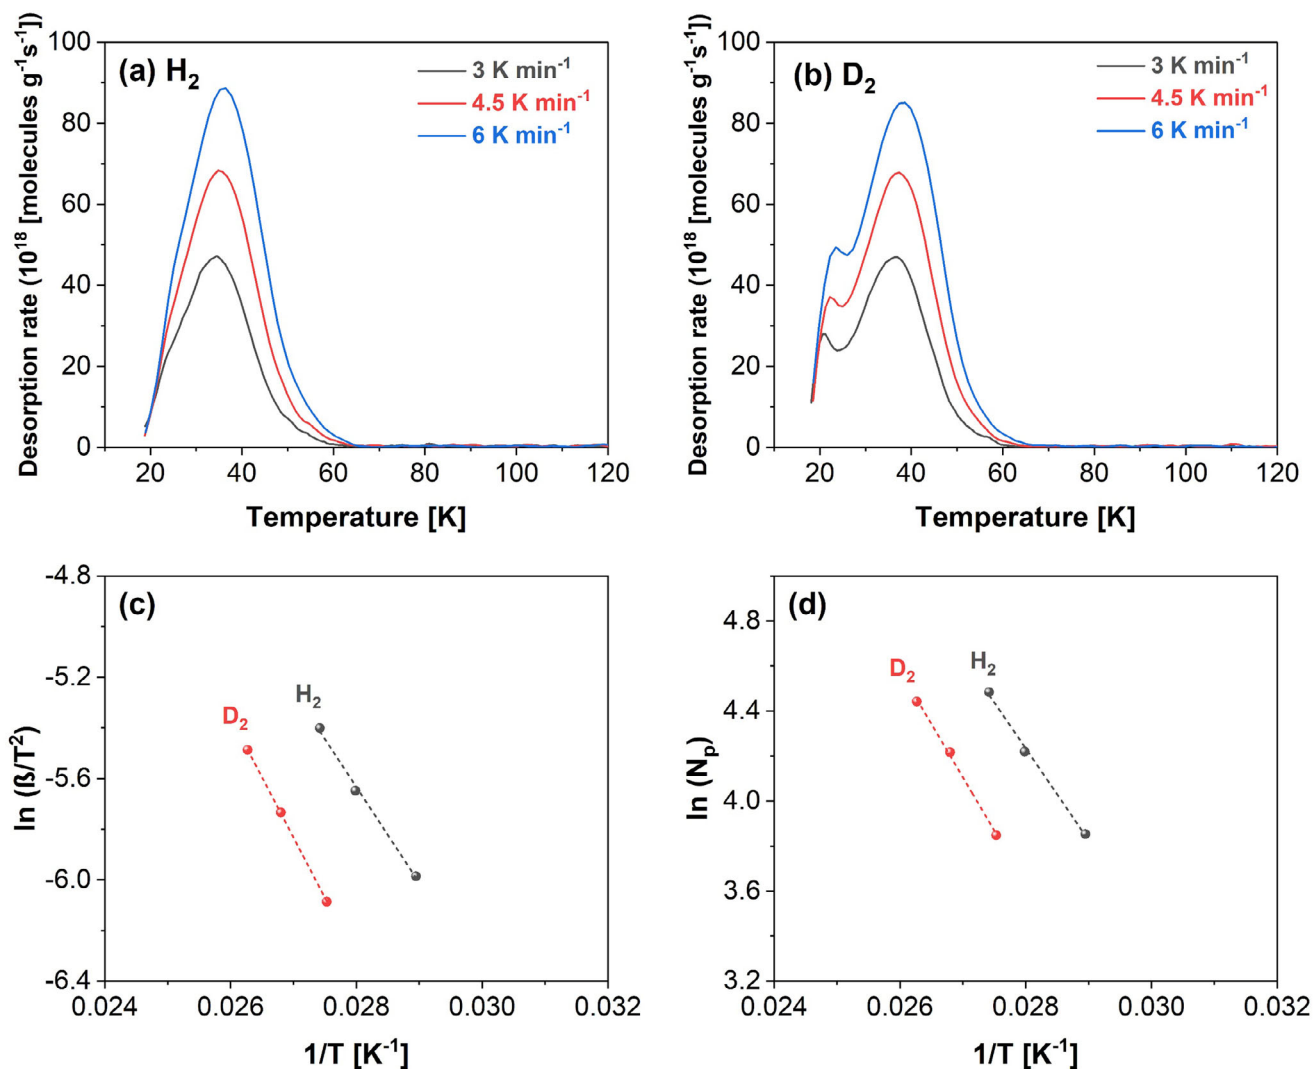 (a) H₂
3 K min⁻¹
4.5 K min⁻¹
6 K min⁻¹
Desorption rate (10¹⁸ [molecules g⁻¹s⁻¹])
100
80
60
40
20
0
20 40 60 80 100 120
Temperature [K]
(b) D₂
3 K min⁻¹
4.5 K min⁻¹
6 K min⁻¹
Desorption rate (10¹⁸ [molecules g⁻¹s⁻¹])
100
80
60
40
20
0
20 40 60 80 100 120
Temperature [K]
(c)
ln (ß/T²)
-4.8
-5.2
-5.6
-6.0
-6.4
H₂
D₂
0.024 0.026 0.028 0.030 0.032
1/T [K⁻¹]
(d)
ln (Nₚ)
4.8
4.4
4.0
3.6
3.2
H₂
D₂
0.024 0.026 0.028 0.030 0.032
1/T [K⁻¹]